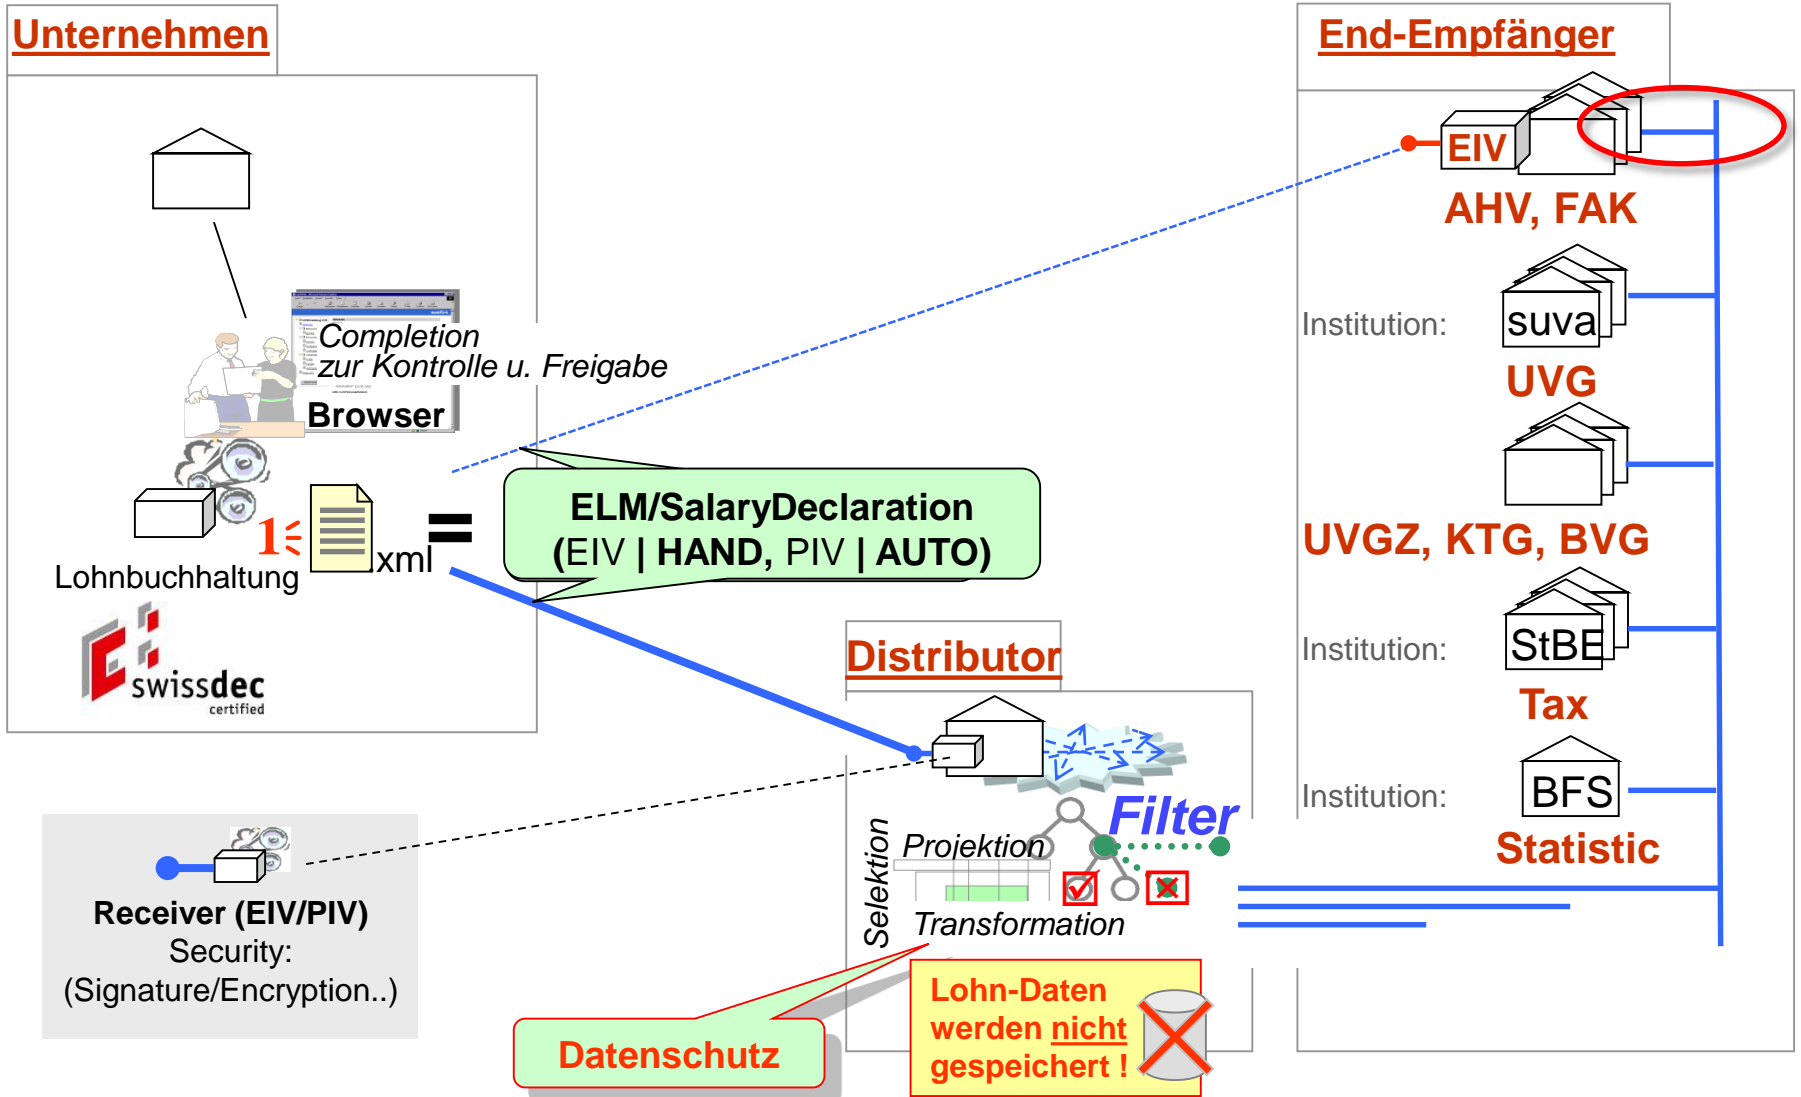 Unternehmen
Completion
zur Kontrolle u. Freigabe
Browser
1
.xml
=
Lohnbuchhaltung
swissdec
certified
ELM/SalaryDeclaration
(EIV | HAND, PIV | AUTO)
Receiver (EIV/PIV)
Security:
(Signature/Encryption..)
Distributor
Filter
Selektion
Projektion
Transformation
Datenschutz
Lohn-Daten
werden nicht
gespeichert !
End-Empfänger
EIV
AHV, FAK
Institution:
suva
UVG
UVGZ, KTG, BVG
Institution:
StBE
Tax
Institution:
BFS
Statistic